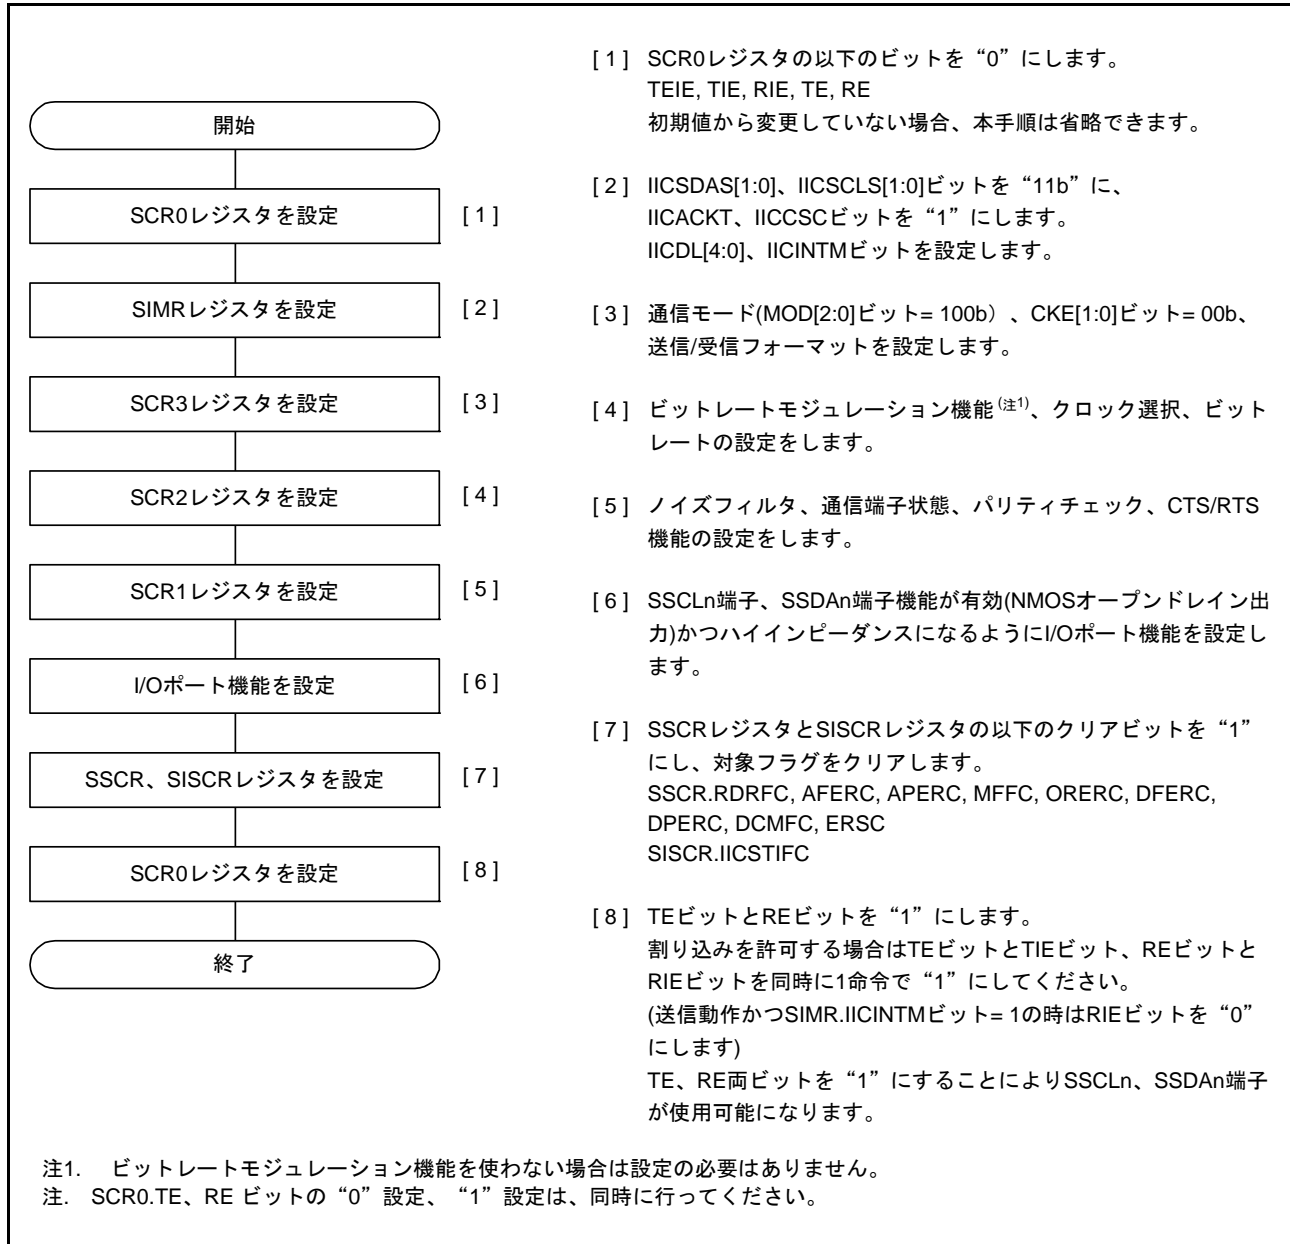 開始
SCR0レジスタを設定 [1]
SIMRレジスタを設定 [2]
SCR3レジスタを設定 [3]
SCR2レジスタを設定 [4]
SCR1レジスタを設定 [5]
I/Oポート機能を設定 [6]
SSCR、SISCRレジスタを設定 [7]
SCR0レジスタを設定 [8]
終了
[1] SCR0レジスタの以下のビットを“0”にします。
TEIE, TIE, RIE, TE, RE
初期値から変更していない場合、本手順は省略できます。
[2] IICSDAS[1:0]、IICSCLS[1:0]ビットを“11b”に、
IICACKT、IICCSCビットを“1”にします。
IICDL[4:0]、IICINTMビットを設定します。
[3] 通信モード(MOD[2:0]ビット= 100b）、CKE[1:0]ビット= 00b、
送信/受信フォーマットを設定します。
[4] ビットレートモジュレーション機能(注1)、クロック選択、ビット
レートの設定をします。
[5] ノイズフィルタ、通信端子状態、パリティチェック、CTS/RTS
機能の設定をします。
[6] SSCLn端子、SSDAn端子機能が有効(NMOSオープンドレイン出
力)かつハイインピーダンスになるようにI/Oポート機能を設定し
ます。
[7] SSCRレジスタとSISCRレジスタの以下のクリアビットを“1”
にし、対象フラグをクリアします。
SSCR.RDRFC, AFERC, APERC, MFFC, ORERC, DFERC,
DPERC, DCMFC, ERSC
SISCR.IICSTIFC
[8] TEビットとREビットを“1”にします。
割り込みを許可する場合はTEビットとTIEビット、REビットと
RIEビットを同時に1命令で“1”にしてください。
(送信動作かつSIMR.IICINTMビット= 1の時はRIEビットを“0”
にします)
TE、RE両ビットを“1”にすることによりSSCLn、SSDAn端子
が使用可能になります。
注1. ビットレートモジュレーション機能を使わない場合は設定の必要はありません。
注. SCR0.TE、RE ビットの“0”設定、“1”設定は、同時に行ってください。